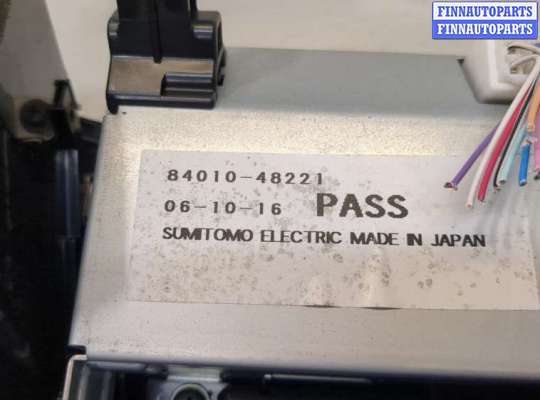 FINNAUTOPARTS
FINNAUTOPARTS
84010-48221
06-10-16 PASS
SUMITOMO ELECTRIC MADE IN JAPAN